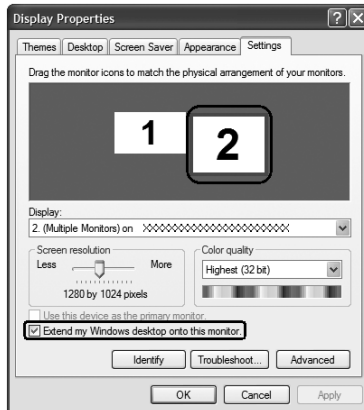 Display Properties
Themes Desktop Screen Saver Appearance Settings
Drag the monitor icons to match the physical arrangement of your monitors.
1 2
Display:
2. (Multiple Monitors) on XXXXXXXXXXXXXXXXXXXXXXX
Screen resolution Color quality
Less More Highest (32 bit)
1280 by 1024 pixels
Use this device as the primary monitor.
Extend my Windows desktop onto this monitor.
Identify Troubleshoot... Advanced
OK Cancel Apply